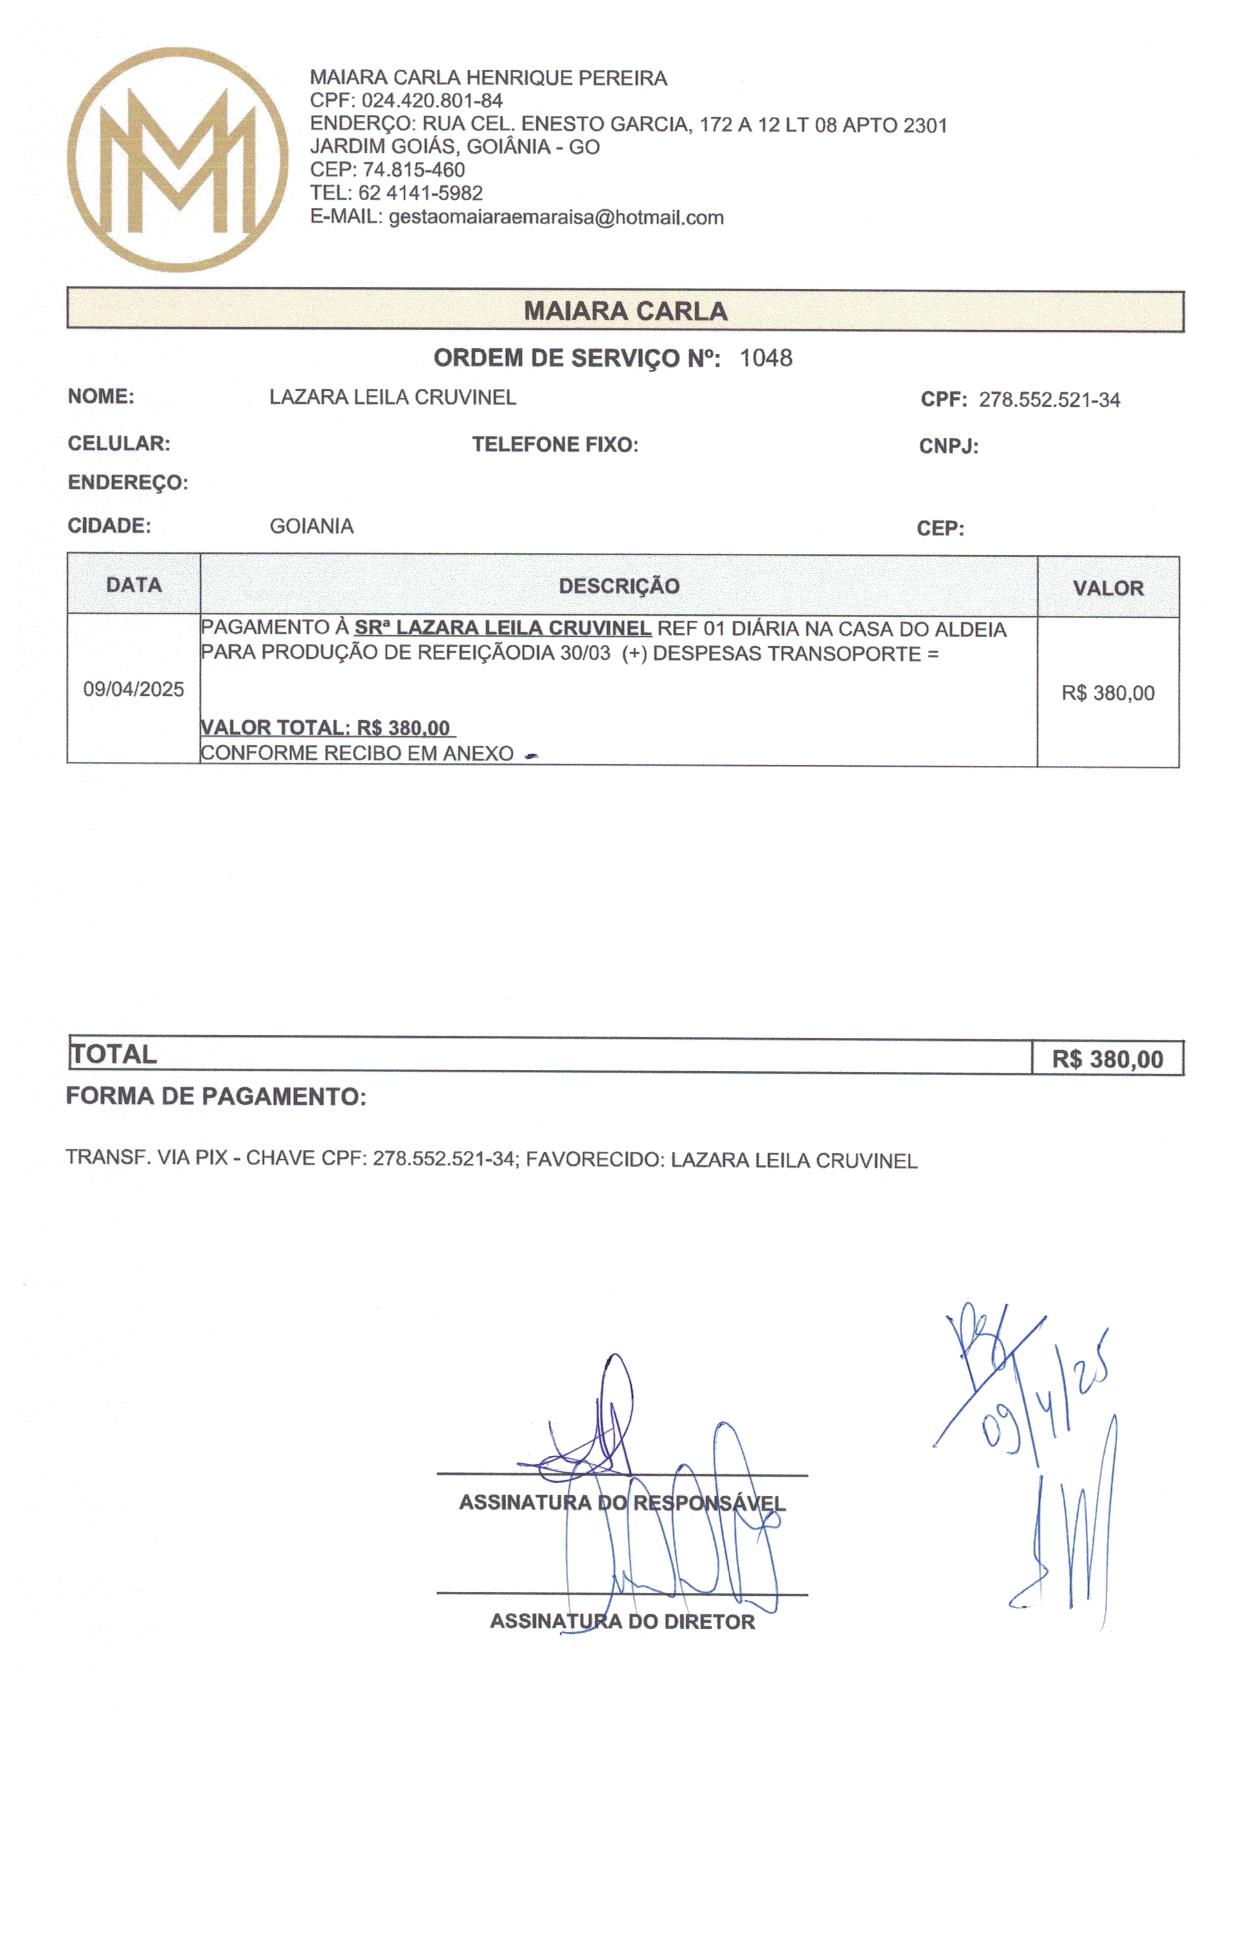 MAIARA CARLA HENRIQUE PEREIRA
CPF: 024.420.801-84
ENDERÇO: RUA CEL. ENESTO GARCIA, 172 A 12 LT 08 APTO 2301
JARDIM GOIÁS, GOIÂNIA - GO
CEP: 74.815-460
TEL: 62 4141-5982
E-MAIL: gestaomaiaraemaraisa@hotmail.com
MAIARA CARLA
ORDEM DE SERVIÇO Nº: 1048
NOME: LAZARA LEILA CRUVINEL CPF: 278.552.521-34
CELULAR: TELEFONE FIXO: CNPJ:
ENDEREÇO:
CIDADE: GOIANIA CEP:
DATA DESCRIÇÃO VALOR
PAGAMENTO À SRª LAZARA LEILA CRUVINEL REF 01 DIÁRIA NA CASA DO ALDEIA
PARA PRODUÇÃO DE REFEIÇÃODIA 30/03 (+) DESPESAS TRANSOPORTE =
09/04/2025 R$ 380,00
VALOR TOTAL: R$ 380,00
CONFORME RECIBO EM ANEXO
TOTAL R$ 380,00
FORMA DE PAGAMENTO:
TRANSF. VIA PIX - CHAVE CPF: 278.552.521-34; FAVORECIDO: LAZARA LEILA CRUVINEL
09/4/25
ASSINATURA DO RESPONSÁVEL
ASSINATURA DO DIRETOR